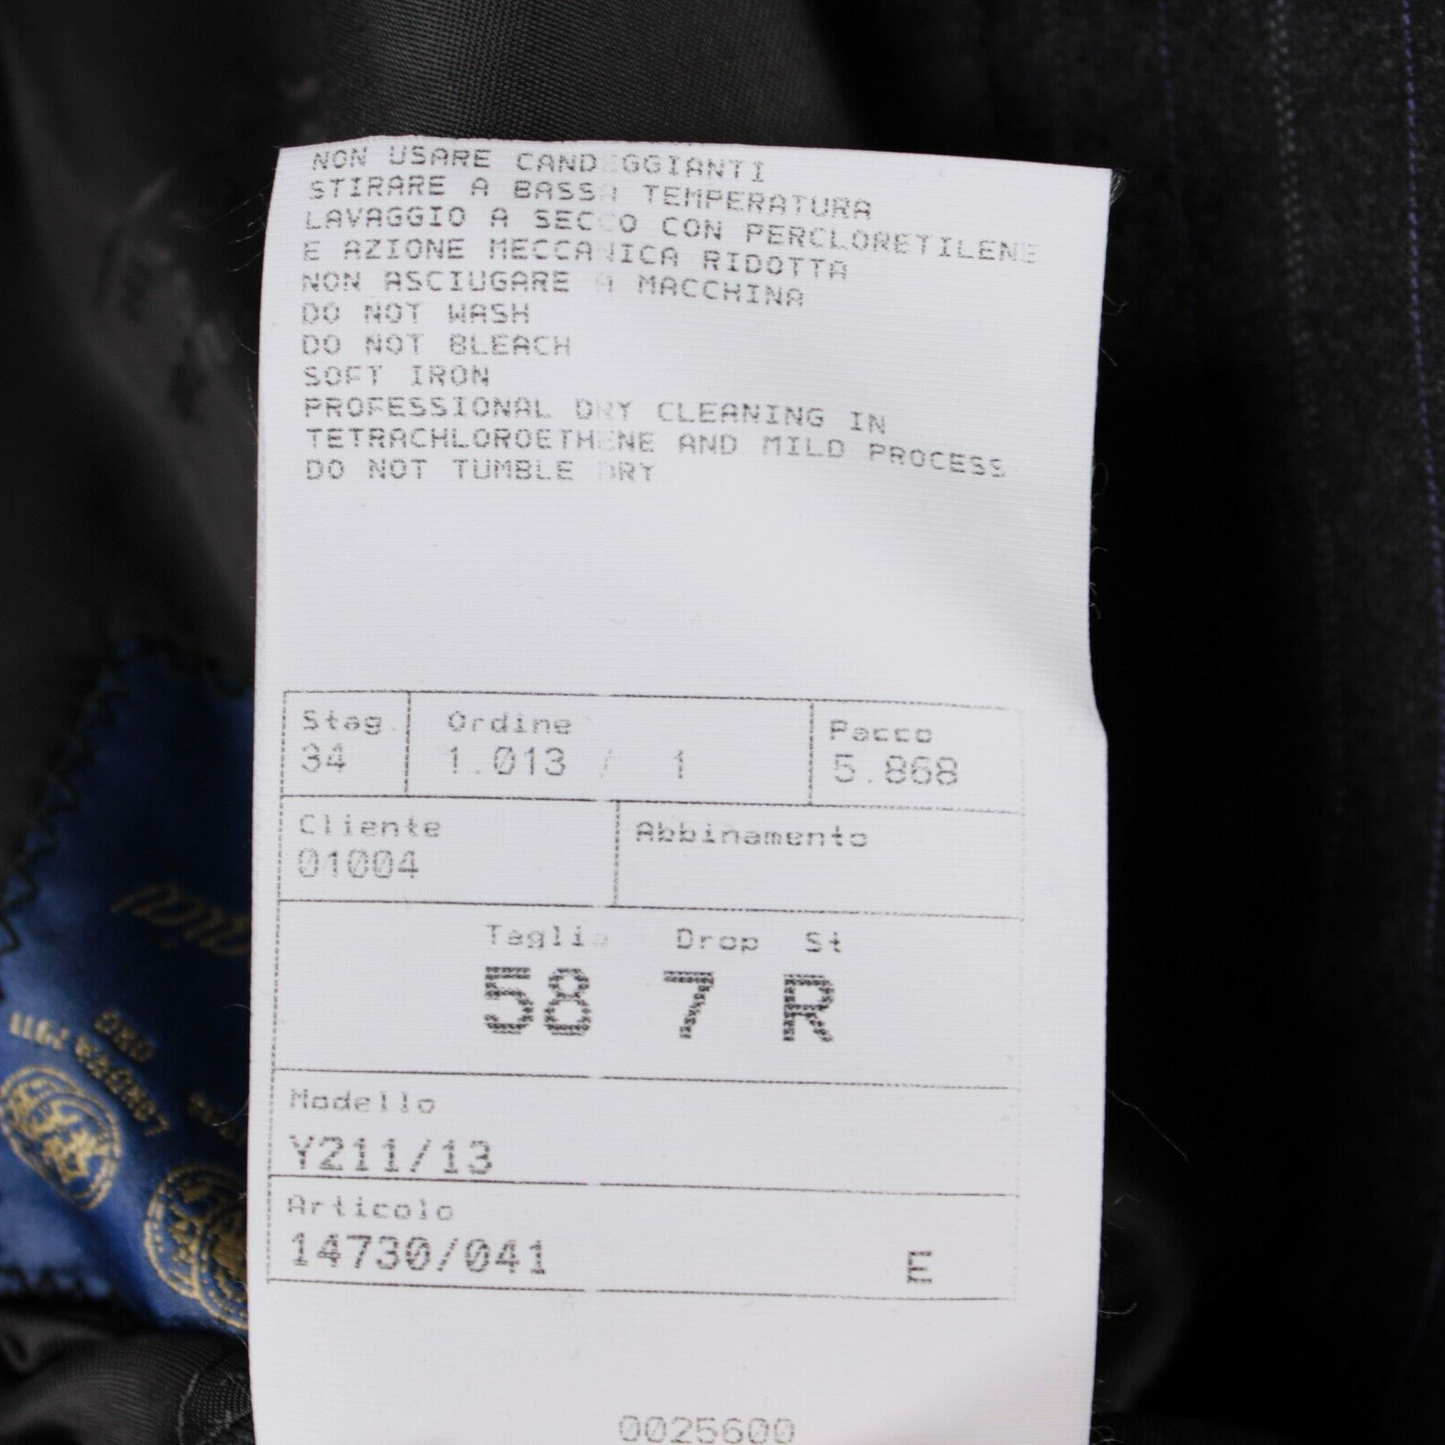 NON USARE CANDEGGIANTI
STIRARE A BASSA TEMPERATURA
LAVAGGIO A SECCO CON PERCLORETILENE
E AZIONE MECCANICA RIDOTTA
NON ASCIUGARE A MACCHINA
DO NOT WASH
DO NOT BLEACH
SOFT IRON
PROFESSIONAL DRY CLEANING IN
TETRACHLOROETHENE AND MILD PROCESS
DO NOT TUMBLE DRY
Stag. Ordine Pacco
34 1.013 / 1 5.868
Cliente Abbinamento
01004
Taglia Drop St
58 7 R
Modello
Y211/13
Articolo
14730/041 E
0025600